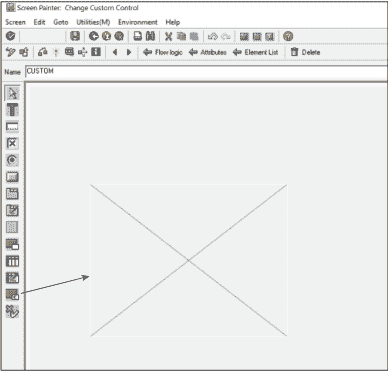 Screen Painter: Change Custom Control
Screen Edit Goto Utilities(M) Environment Help
Flow logic Attributes Element List Delete
Name CUSTOM